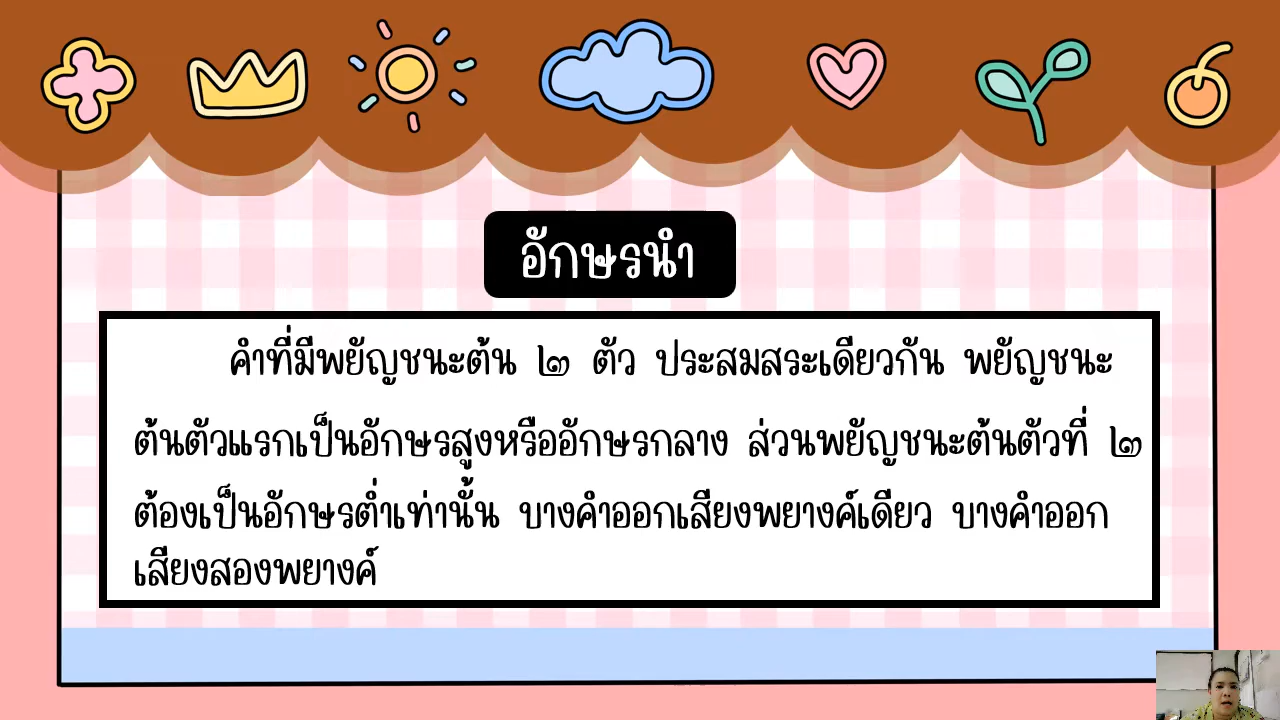 อักษรนำ
คำที่มีพยัญชนะต้น ๒ ตัว ประสมสระเดียวกัน พยัญชนะ
ต้นตัวแรกเป็นอักษรสูงหรืออักษรกลาง ส่วนพยัญชนะต้นตัวที่ ๒
ต้องเป็นอักษรต่ำเท่านั้น บางคำออกเสียงพยางค์เดียว บางคำออก
เสียงสองพยางค์